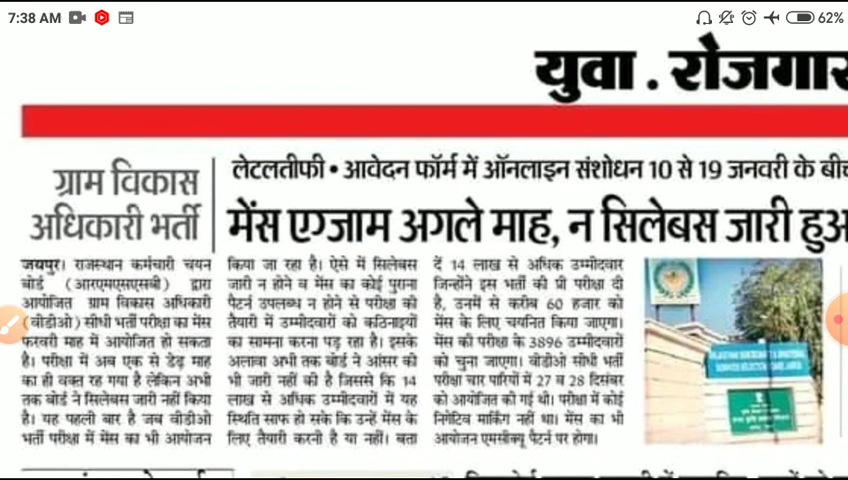 7:38 AM
62%
युवा . रोजगार
ग्राम विकास
अधिकारी भर्ती
लेटलतीफी • आवेदन फॉर्म में ऑनलाइन संशोधन 10 से 19 जनवरी के बीच
मेंस एग्जाम अगले माह, न सिलेबस जारी हुअ
जयपुर। राजस्थान कर्मचारी चयन
बोर्ड (आरएमएसएसबी) द्वारा
आयोजित ग्राम विकास अधिकारी
(वीडीओ) सीधी भर्ती परीक्षा का मेंस
फरवरी माह में आयोजित हो सकता
है। परीक्षा में अब एक से डेढ़ माह
का ही वक्त रह गया है लेकिन अभी
तक बोर्ड ने सिलेबस जारी नहीं किया
है। यह पहली बार है जब वीडीओ
भर्ती परीक्षा में मेंस का भी आयोजन
किया जा रहा है। ऐसे में सिलेबस
जारी न होने व मेंस का कोई पुराना
पैटर्न उपलब्ध न होने से परीक्षा की
तैयारी में उम्मीदवारों को कठिनाइयों
का सामना करना पड़ रहा है। इसके
अलावा अभी तक बोर्ड ने आंसर की
भी जारी नहीं की है जिससे कि 14
लाख से अधिक उम्मीदवारों में यह
स्थिति साफ हो सके कि उन्हें मेंस के
लिए तैयारी करनी है या नहीं। बता
दें 14 लाख से अधिक उम्मीदवार
जिन्होंने इस भर्ती की प्री परीक्षा दी
है, उनमें से करीब 60 हजार को
मेंस के लिए चयनित किया जाएगा।
मेंस की परीक्षा के 3896 उम्मीदवारों
को चुना जाएगा। वीडीओ सीधी भर्ती
परीक्षा चार पारियों में 27 व 28 दिसंबर
को आयोजित की गई थी। परीक्षा में कोई
निगेटिव मार्किंग नहीं था। मेंस का भी
आयोजन एमसीक्यू पैटर्न पर होगा।